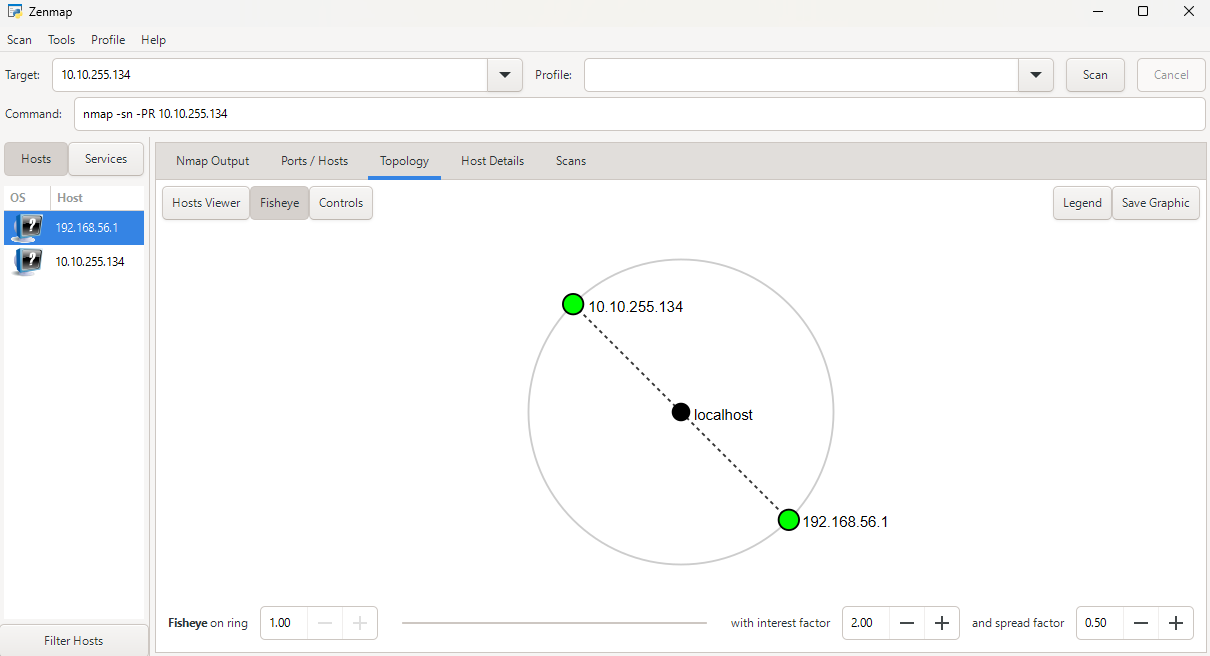 Zenmap
Scan Tools Profile Help
Target: 10.10.255.134 Profile: Scan Cancel
Command: nmap -sn -PR 10.10.255.134
Hosts Services
Nmap Output Ports / Hosts Topology Host Details Scans
OS Host
192.168.56.1
10.10.255.134
Hosts Viewer Fisheye Controls Legend Save Graphic
10.10.255.134
localhost
192.168.56.1
Fisheye on ring 1.00 with interest factor 2.00 and spread factor 0.50
Filter Hosts